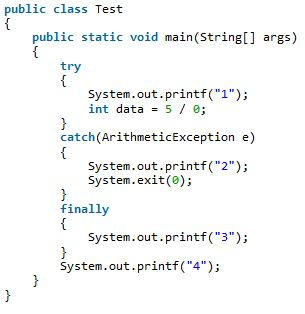 public class Test
{
    public static void main(String[] args)
    {
        try
        {
            System.out.printf("1");
            int data = 5 / 0;
        }
        catch(ArithmeticException e)
        {
            System.out.printf("2");
            System.exit(0);
        }
        finally
        {
            System.out.printf("3");
        }
        System.out.printf("4");
    }
}